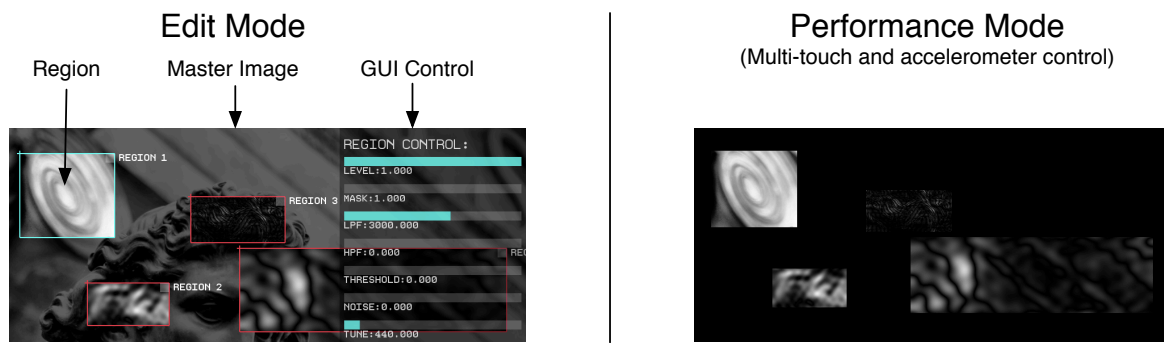 Edit Mode
Performance Mode
(Multi-touch and accelerometer control)
Region
Master Image
GUI Control
REGION CONTROL:
REGION 1
LEVEL:1.000
MASK:1.000
REGION 3
LPF:3000.000
HPF:0.000
REG
THRESHOLD:0.000
REGION 2
NOISE:0.000
TUNE:440.000